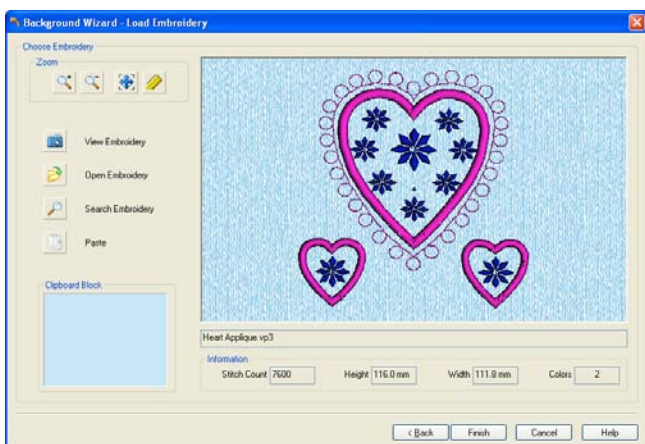 Background Wizard - Load Embroidery
Choose Embroidery
Zoom
View Embroidery
Open Embroidery
Search Embroidery
Paste
Clipboard Block
Heart Applique.vp3
Information
Stitch Count 7600 Height 116.0 mm Width 111.8 mm Colors 2
< Back Finish Cancel Help